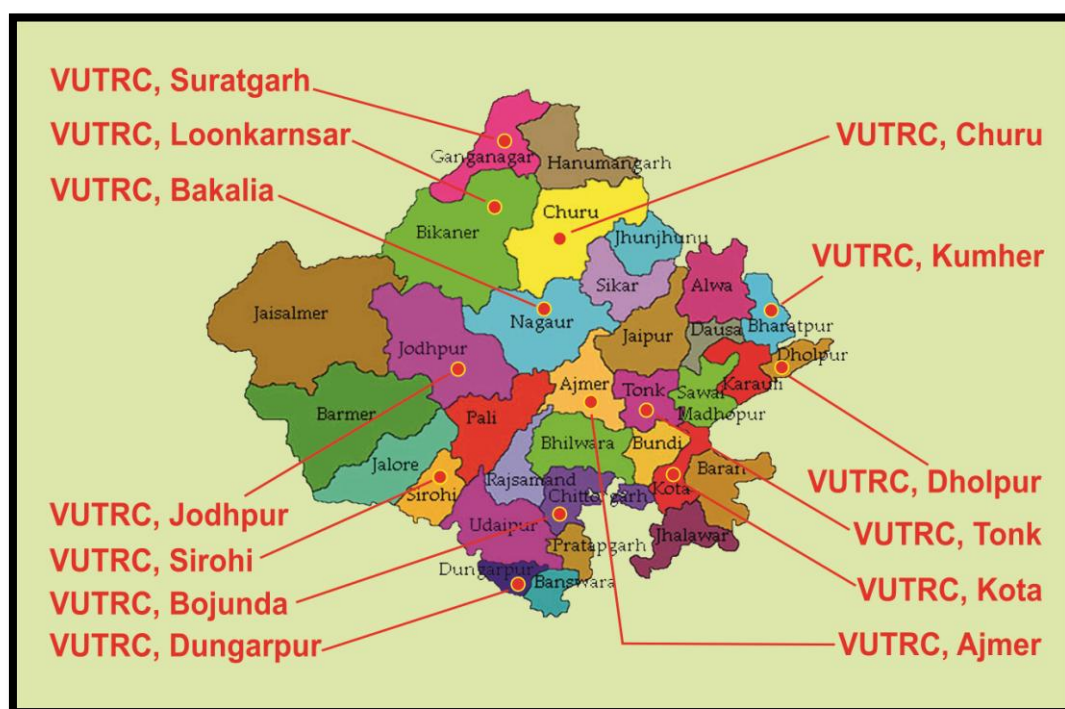 VUTRC, Suratgarh
VUTRC, Loonkarnsar
VUTRC, Bakalia
VUTRC, Churu
VUTRC, Kumher
Ganganagar
Hanumangarh
Churu
Bikaner
Jhunjhunu
Sikar
Alwa
Jaisalmer
Nagaur
Jaipur
Dausa
Bharatpur
Jodhpur
Dholpur
Ajmer
Tonk
Sawai
Karauli
Madhopur
Barmer
Pali
Bhilwara
Bundi
Jalore
Baran
Rajsamand
Kota
Sirohi
Chittorgarh
Udaipur
Jhalawar
Pratapgarh
Dungarpur
Banswara
VUTRC, Jodhpur
VUTRC, Sirohi
VUTRC, Bojunda
VUTRC, Dungarpur
VUTRC, Dholpur
VUTRC, Tonk
VUTRC, Kota
VUTRC, Ajmer